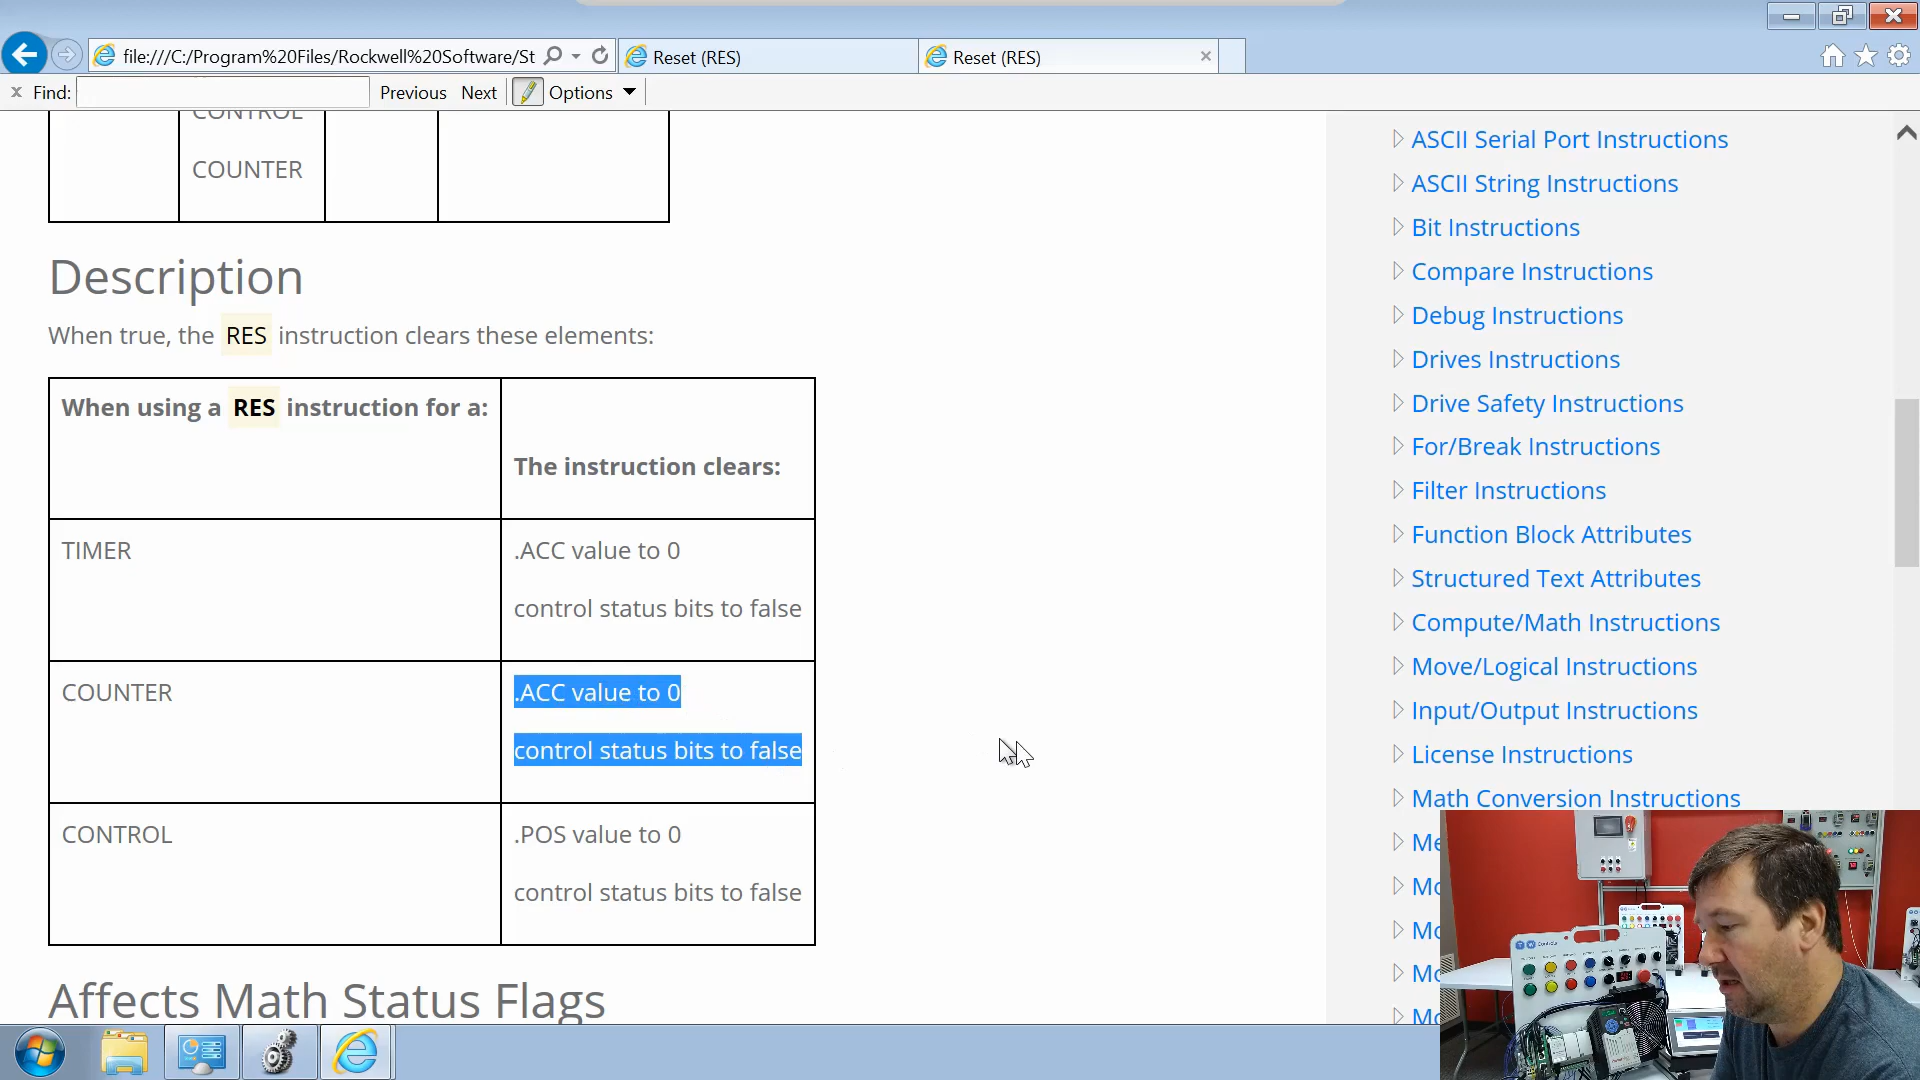 file:///C:/Program%20Files/Rockwell%20Software/St
Reset (RES)
Reset (RES)
Find:
Previous
Next
Options
CONTROL
COUNTER
Description
When true, the RES instruction clears these elements:
When using a RES instruction for a:
The instruction clears:
TIMER
.ACC value to 0
control status bits to false
COUNTER
.ACC value to 0
control status bits to false
CONTROL
.POS value to 0
control status bits to false
Affects Math Status Flags
ASCII Serial Port Instructions
ASCII String Instructions
Bit Instructions
Compare Instructions
Debug Instructions
Drives Instructions
Drive Safety Instructions
For/Break Instructions
Filter Instructions
Function Block Attributes
Structured Text Attributes
Compute/Math Instructions
Move/Logical Instructions
Input/Output Instructions
License Instructions
Math Conversion Instructions